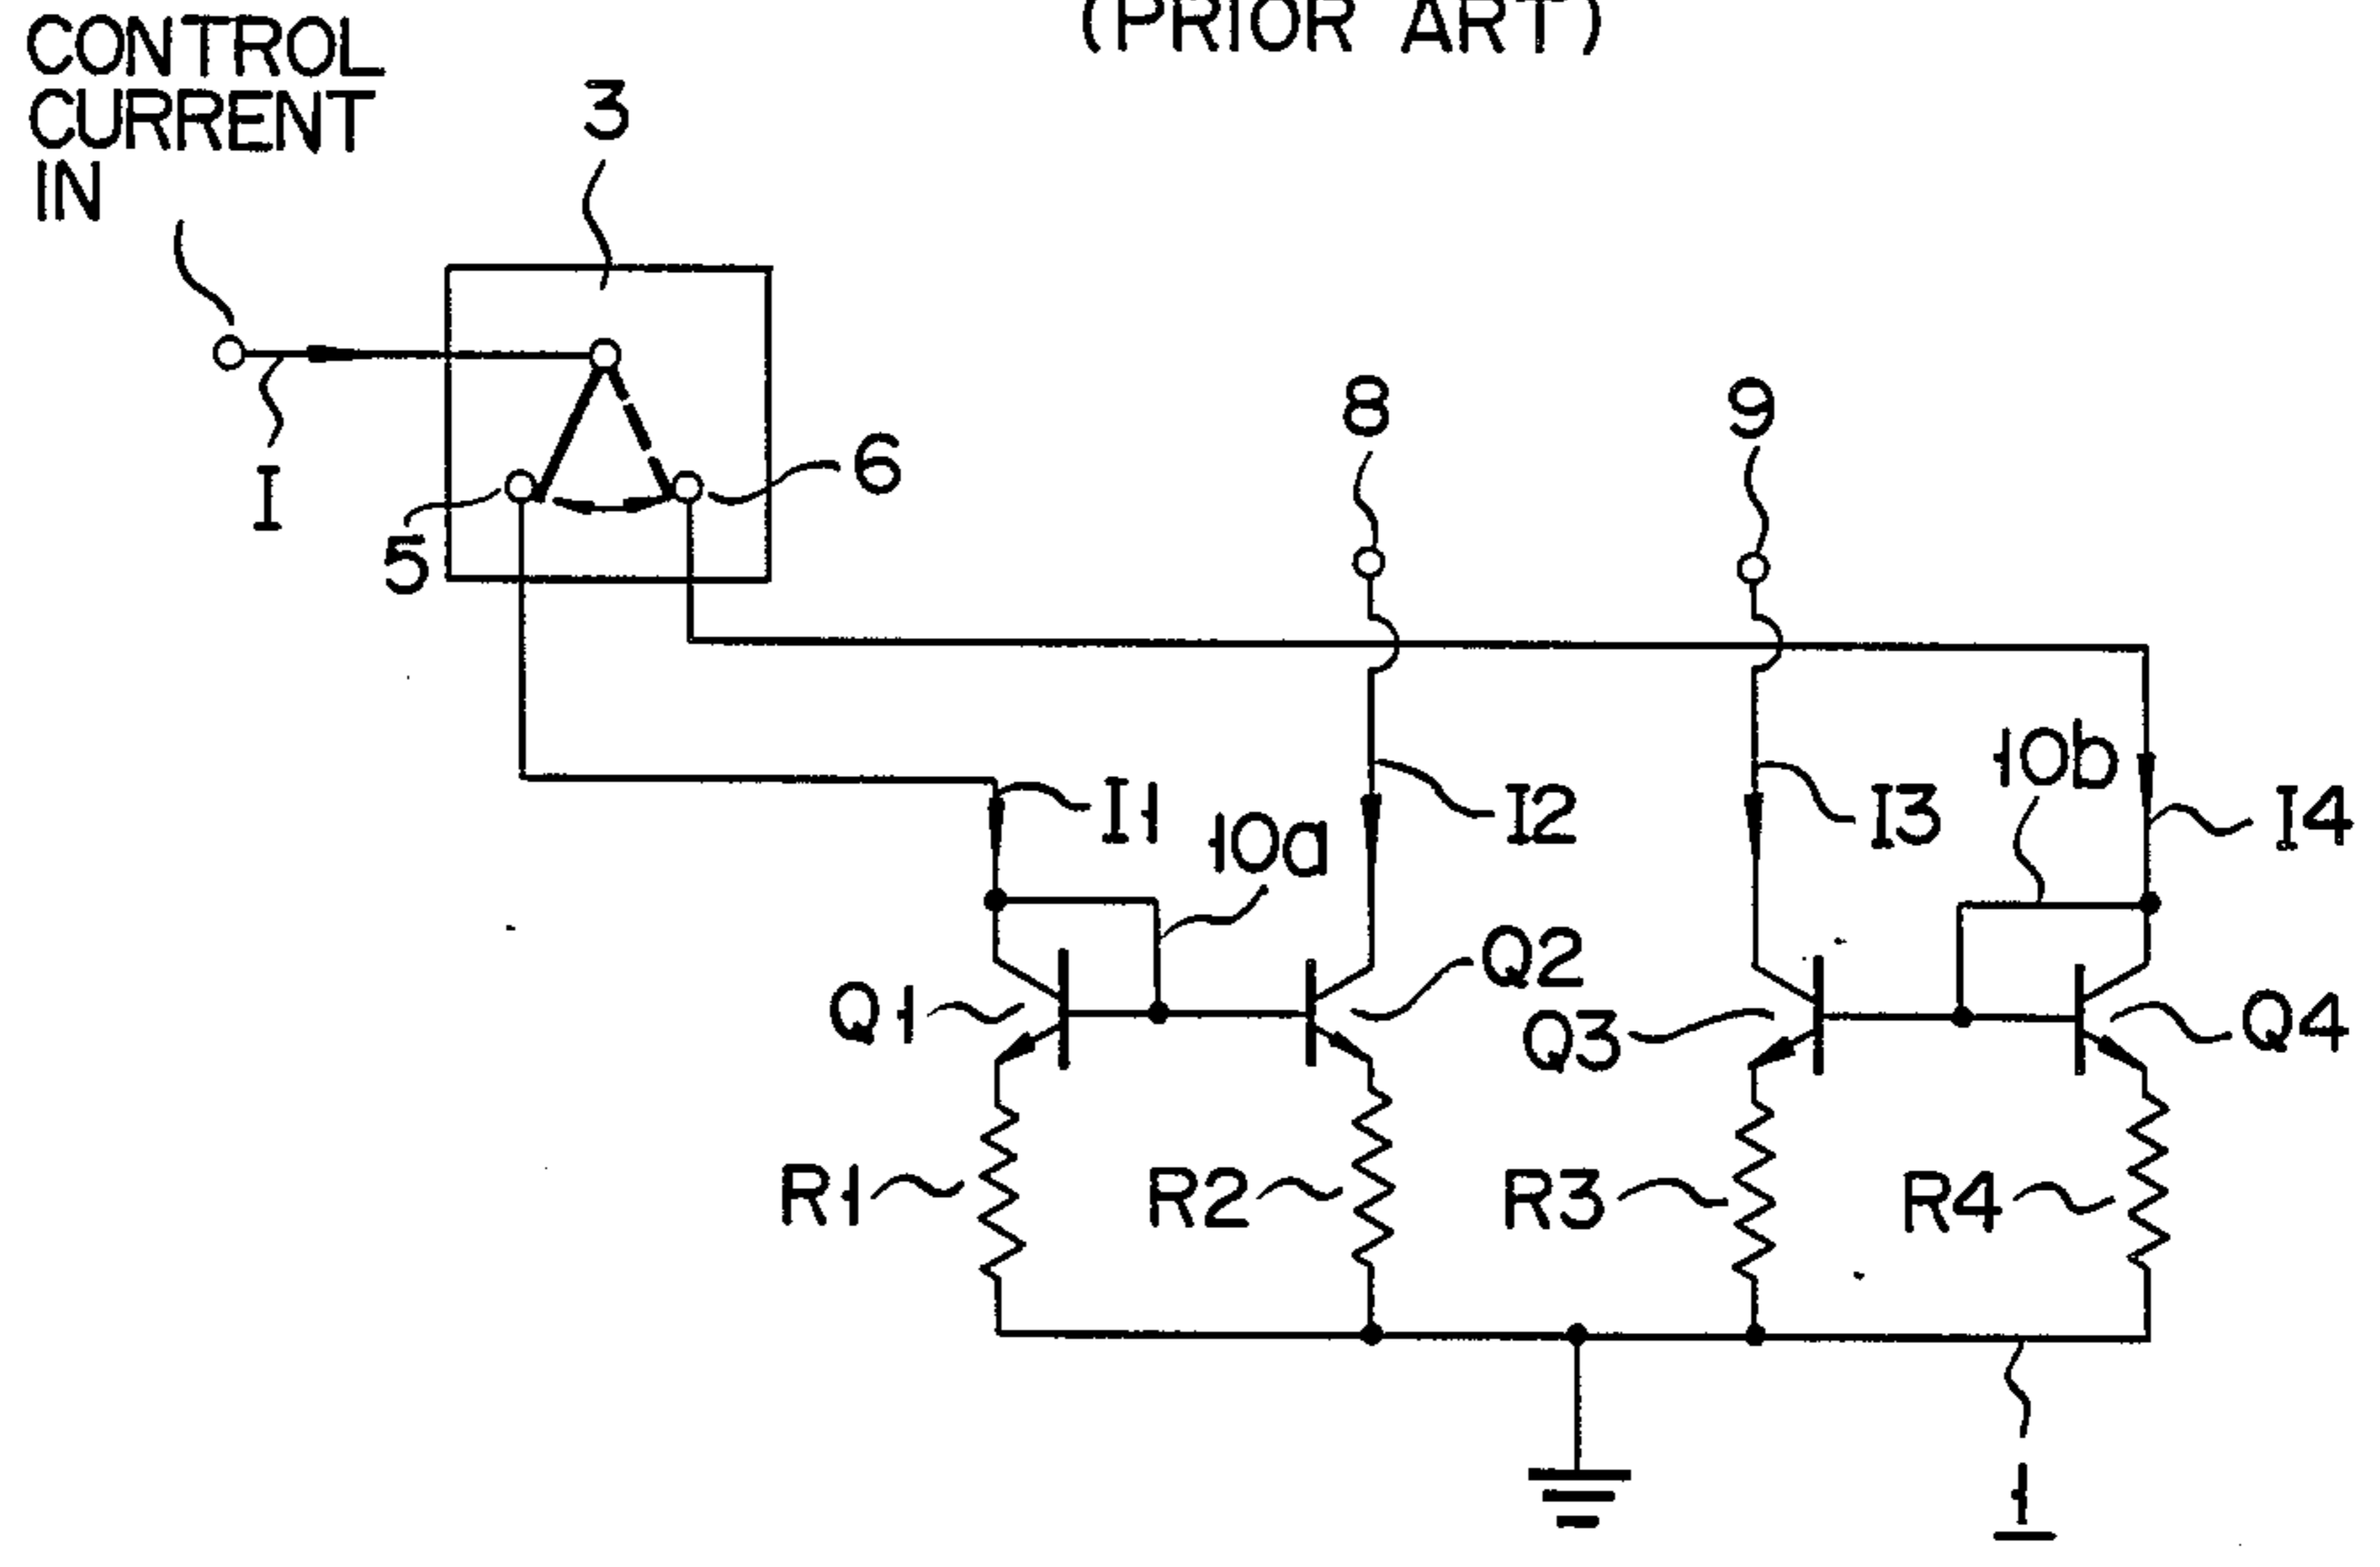 (PRIOR ART)
CONTROL
CURRENT
IN
3
I
5
6
8
9
I1
10a
I2
I3
10b
I4
Q1
Q2
Q3
Q4
R1
R2
R3
R4
1